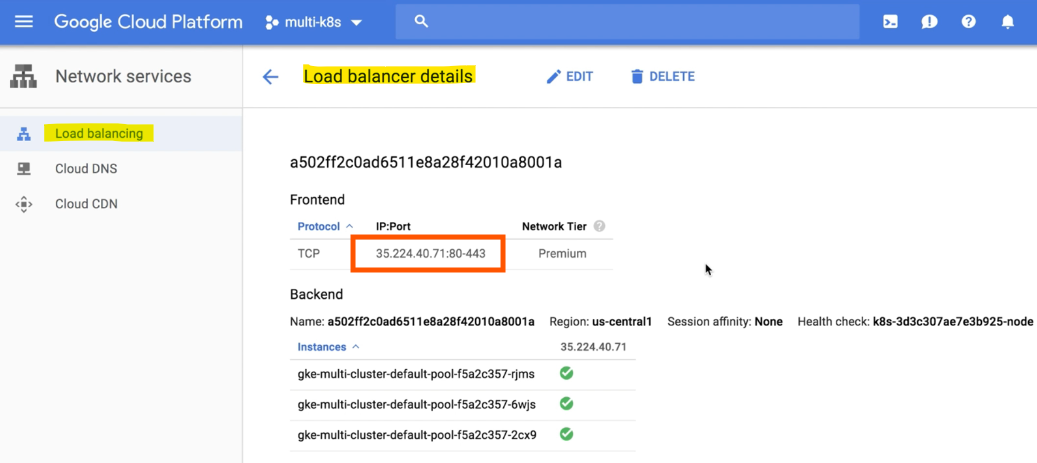 Google Cloud Platform multi-k8s
Network services
Load balancer details EDIT DELETE
Load balancing
Cloud DNS
Cloud CDN
a502ff2c0ad6511e8a28f42010a8001a
Frontend
Protocol IP:Port Network Tier ?
TCP 35.224.40.71:80-443 Premium
Backend
Name: a502ff2c0ad6511e8a28f42010a8001a Region: us-central1 Session affinity: None Health check: k8s-3d3c307ae7e3b925-node
Instances 35.224.40.71
gke-multi-cluster-default-pool-f5a2c357-rjms
gke-multi-cluster-default-pool-f5a2c357-6wjs
gke-multi-cluster-default-pool-f5a2c357-2cx9